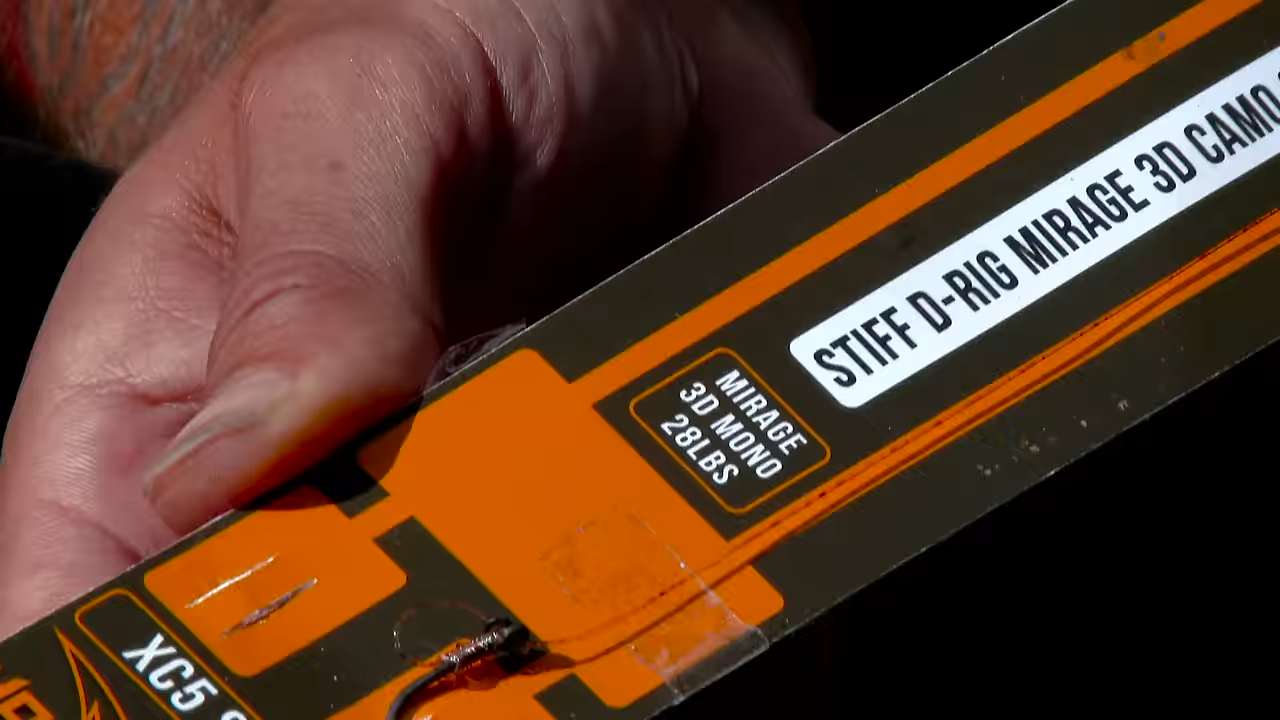 STIFF D-RIG MIRAGE 3D CAMO
MIRAGE
3D MONO
28LBS
XC5